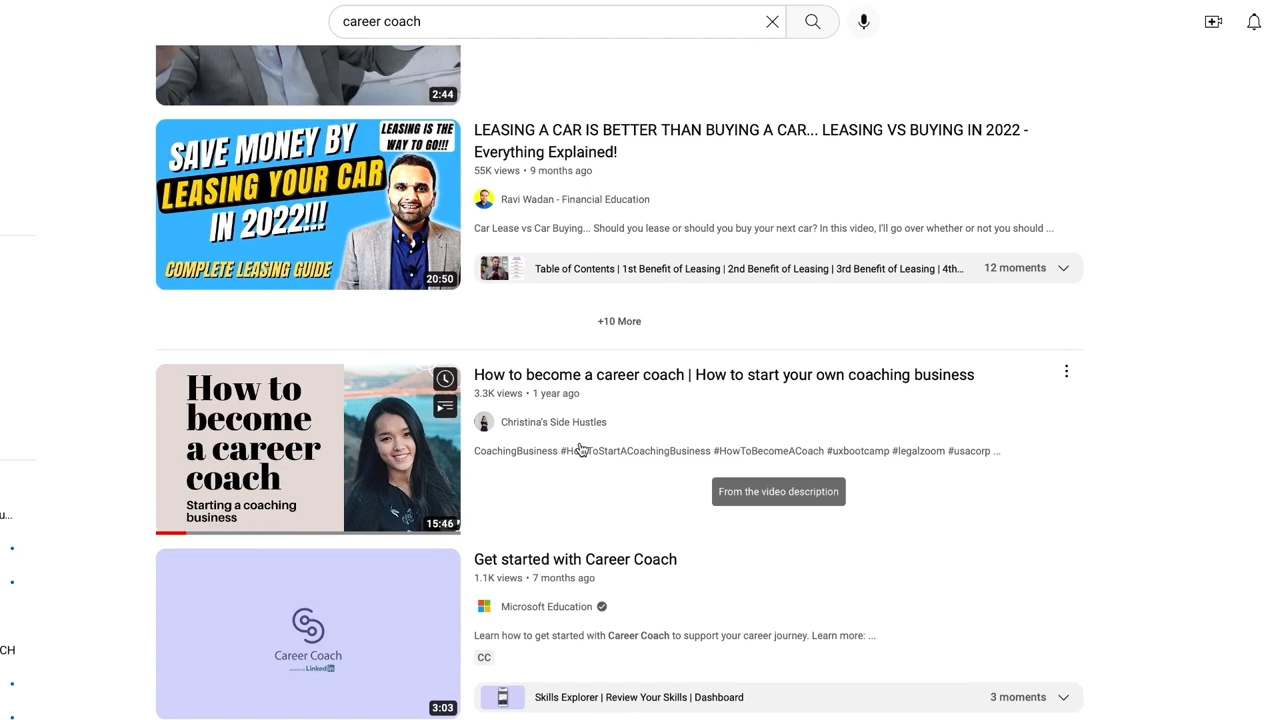 career coach
2:44
SAVE MONEY BY
LEASING YOUR CAR
IN 2022!!!
COMPLETE LEASING GUIDE
LEASING IS THE
WAY TO GO!!!
20:50
LEASING A CAR IS BETTER THAN BUYING A CAR... LEASING VS BUYING IN 2022 -
Everything Explained!
55K views • 9 months ago
Ravi Wadan - Financial Education
Car Lease vs Car Buying... Should you lease or should you buy your next car? In this video, I'll go over whether or not you should ...
Table of Contents | 1st Benefit of Leasing | 2nd Benefit of Leasing | 3rd Benefit of Leasing | 4th...
12 moments
+10 More
How to
become
a career
coach
Starting a coaching
business
15:46
How to become a career coach | How to start your own coaching business
3.3K views • 1 year ago
Christina's Side Hustles
CoachingBusiness #HowToStartACoachingBusiness #HowToBecomeACoach #uxbootcamp #legalzoom #usacorp ...
From the video description
u...
CH
Career Coach
LinkedIn
3:03
Get started with Career Coach
1.1K views • 7 months ago
Microsoft Education
Learn how to get started with Career Coach to support your career journey. Learn more: ...
CC
Skills Explorer | Review Your Skills | Dashboard
3 moments